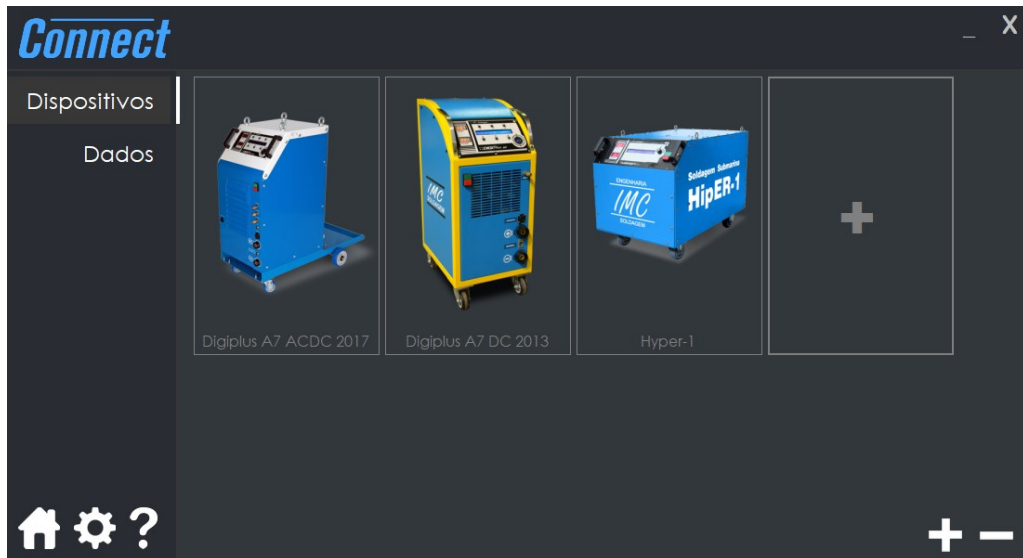 Connect
_ X
Dispositivos
Dados
IMC
ENGENHARIA
IMC
SOLDAGEM
Soldagem Submarina
HipER-1
+
Digiplus A7 ACDC 2017
Digiplus A7 DC 2013
Hyper-1
?
+ −